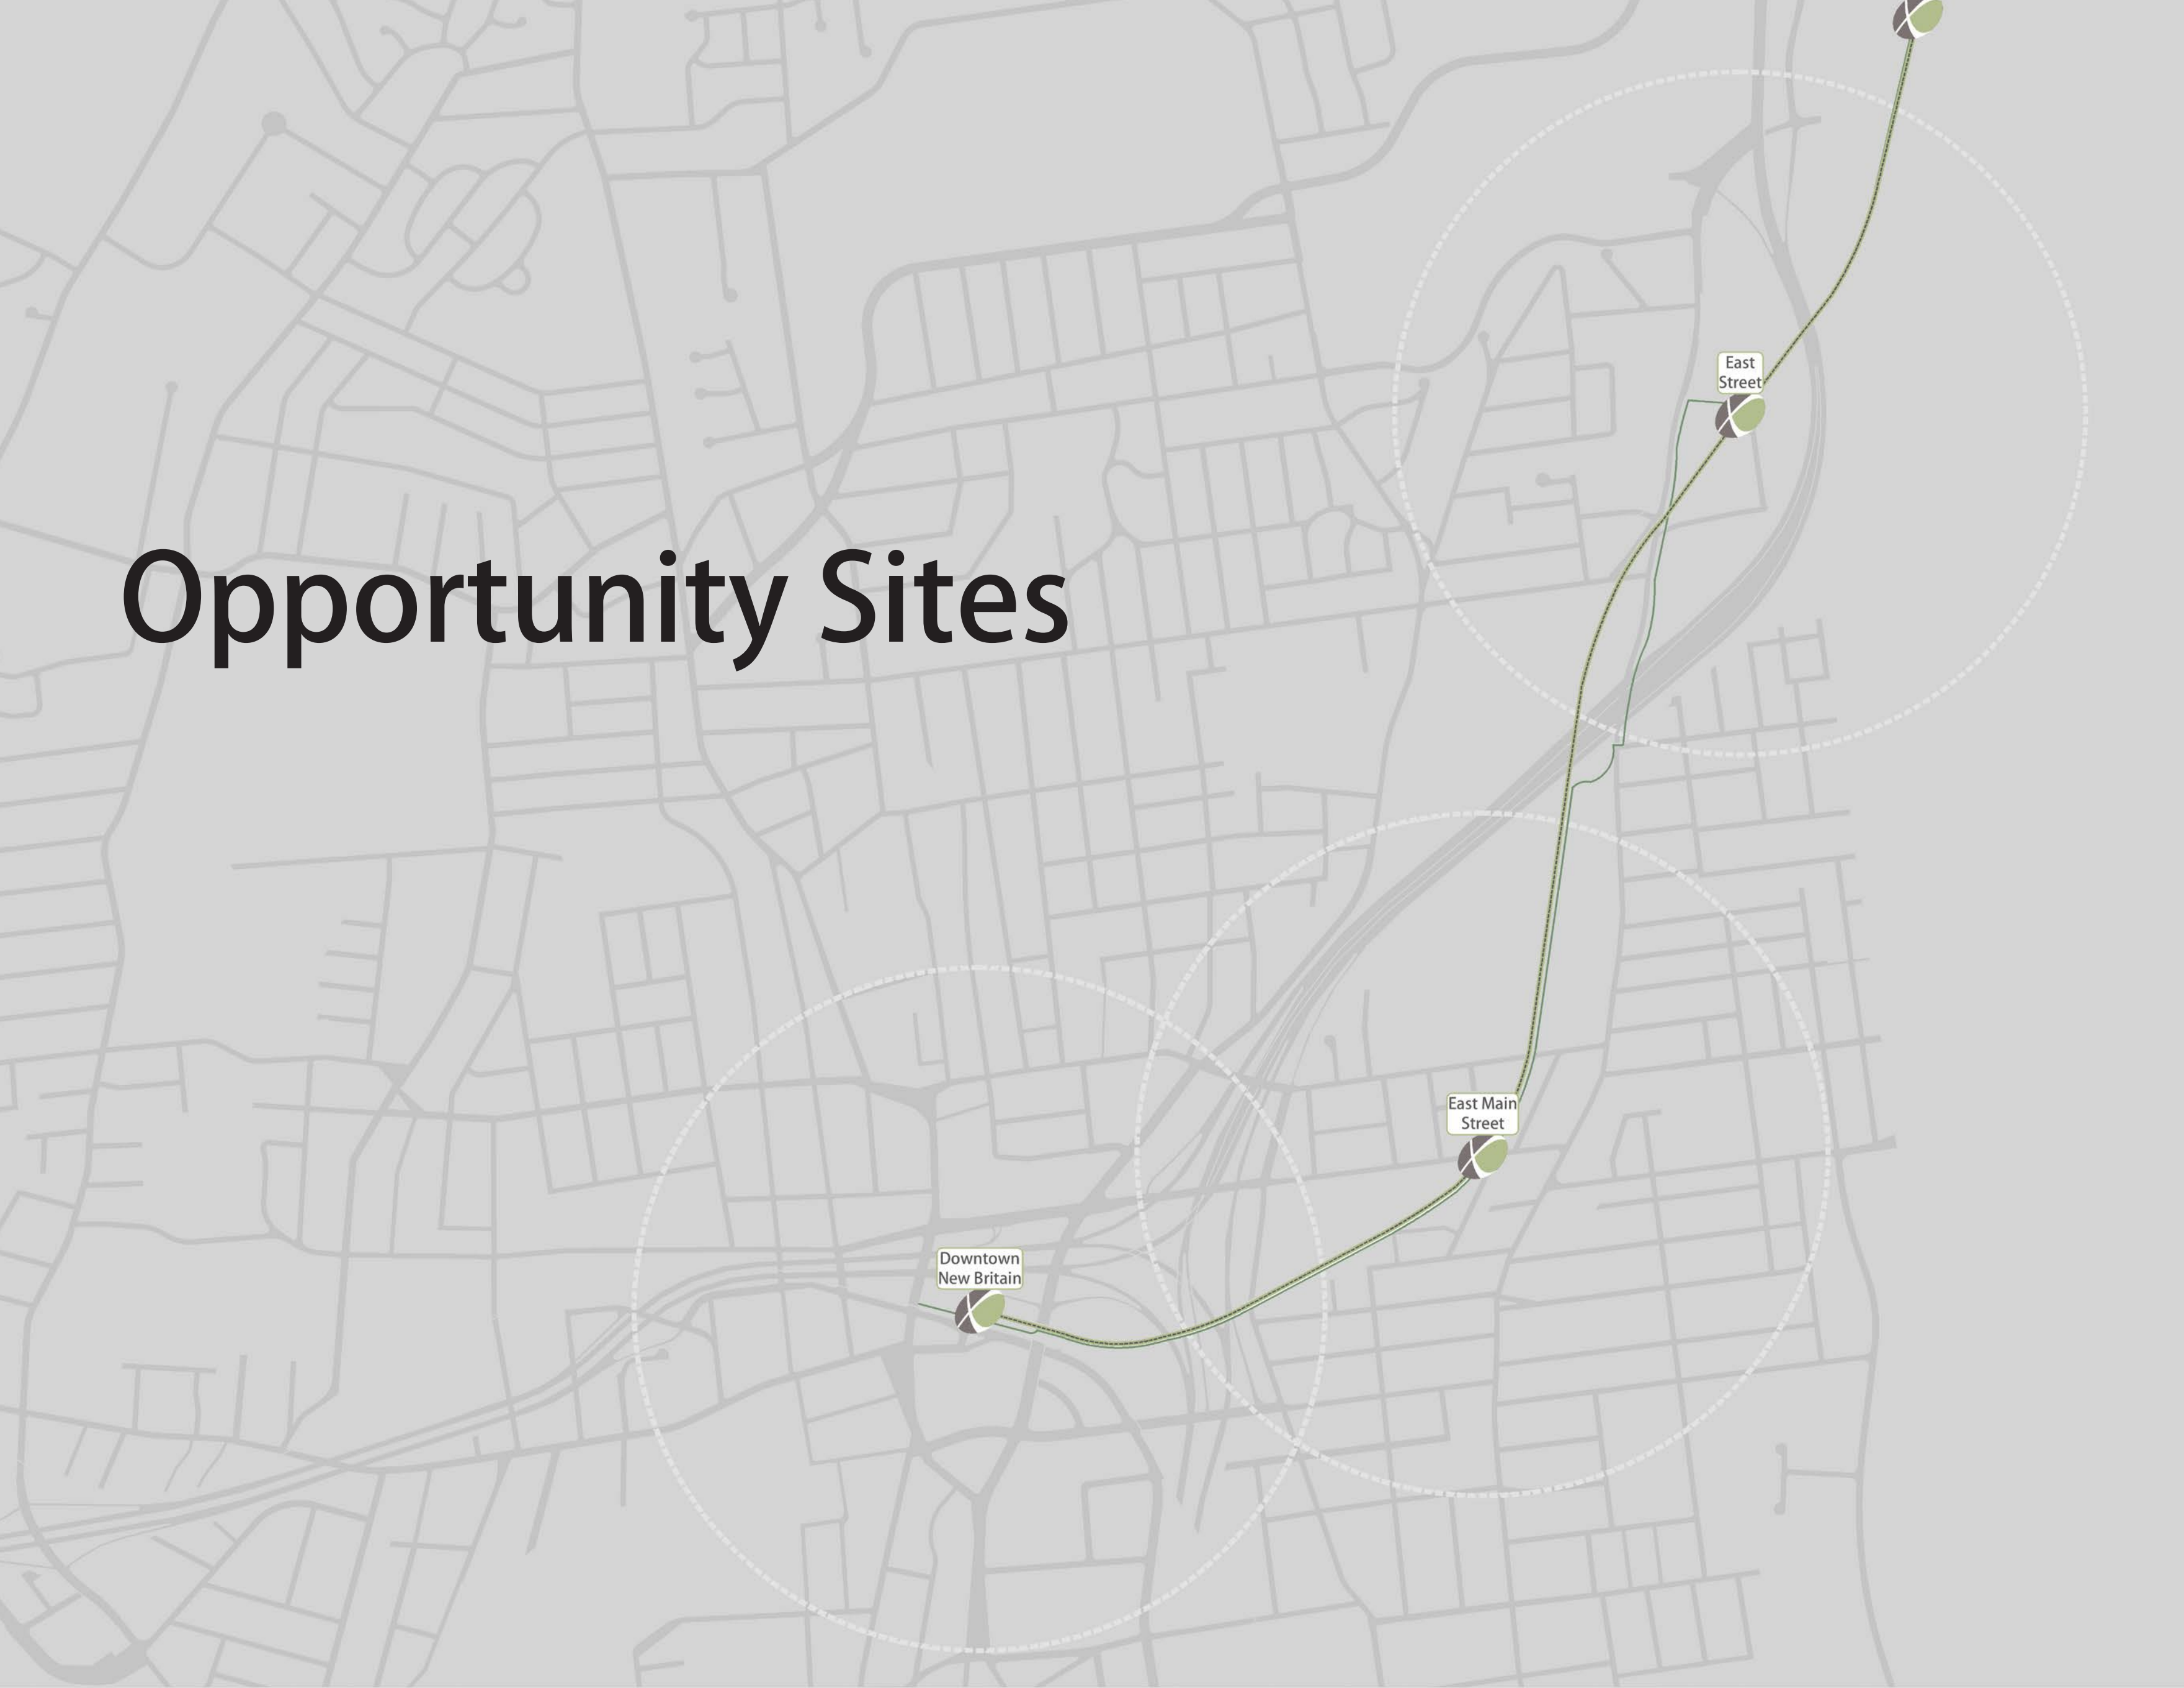 Opportunity Sites
East
Street
East Main
Street
Downtown
New Britain